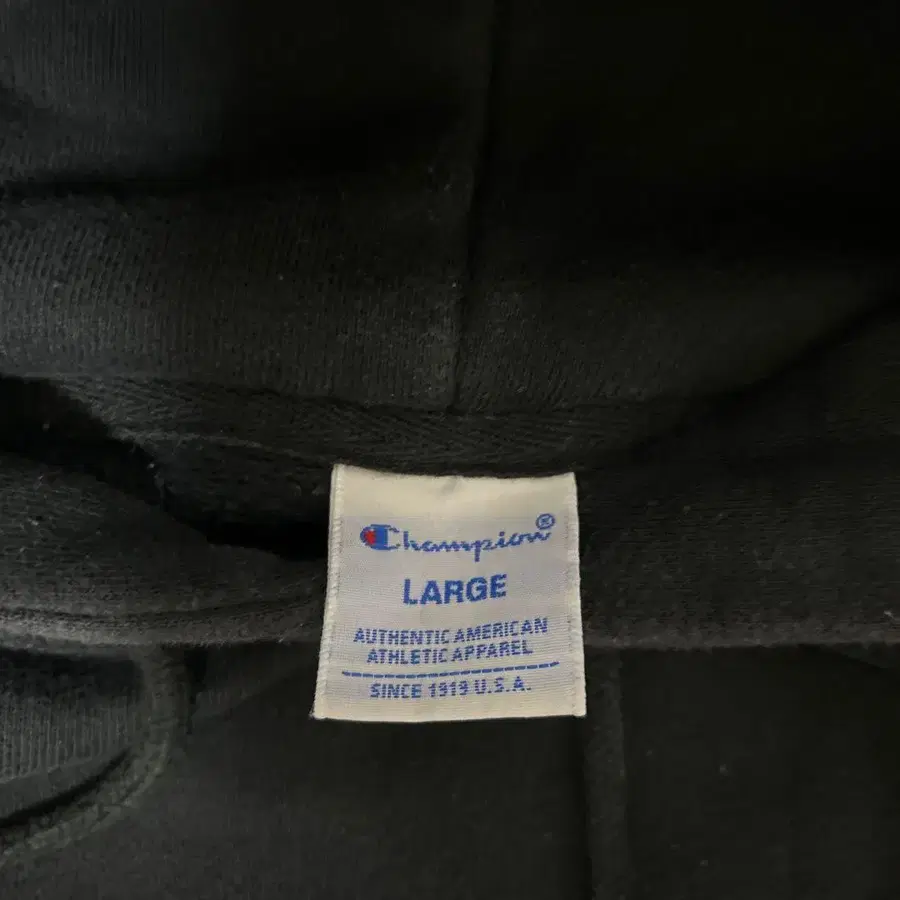 Champion®
LARGE
AUTHENTIC AMERICAN
ATHLETIC APPAREL
SINCE 1919 U.S.A.